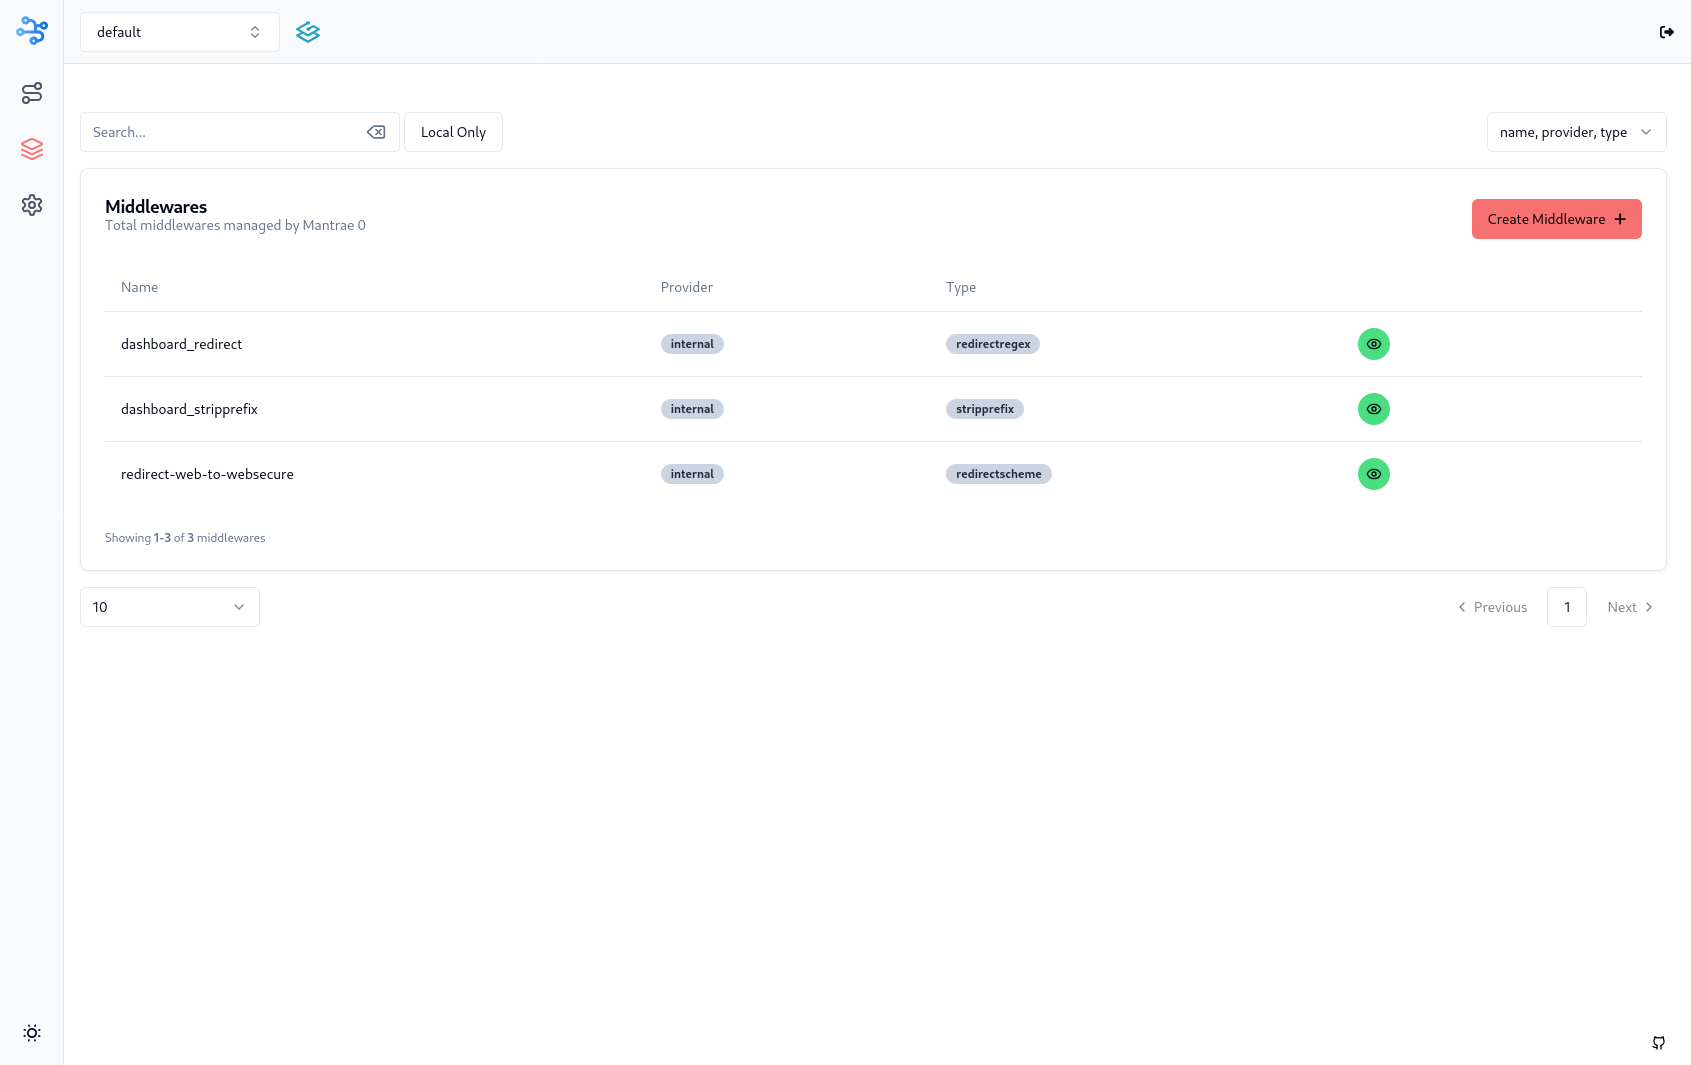 default
Search...
Local Only
name, provider, type
Middlewares
Total middlewares managed by Mantrae 0
Create Middleware
Name Provider Type
dashboard_redirect internal redirectregex
dashboard_stripprefix internal stripprefix
redirect-web-to-websecure internal redirectscheme
Showing 1-3 of 3 middlewares
10
Previous 1 Next